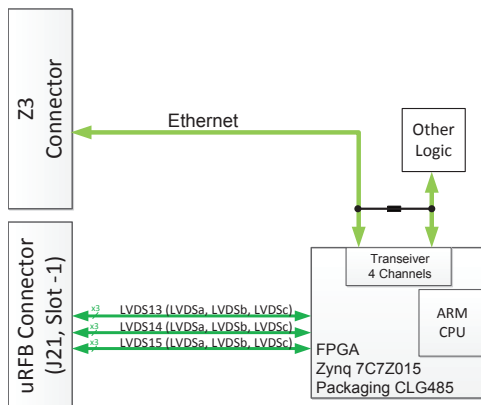 Z3
Connector
Ethernet
Other
Logic
Transeiver
4 Channels
uRFB Connector
(J21, Slot -1)
x3 LVDS13 (LVDSa, LVDSb, LVDSc)
x3 LVDS14 (LVDSa, LVDSb, LVDSc)
x3 LVDS15 (LVDSa, LVDSb, LVDSc)
ARM
CPU
FPGA
Zynq 7C7Z015
Packaging CLG485